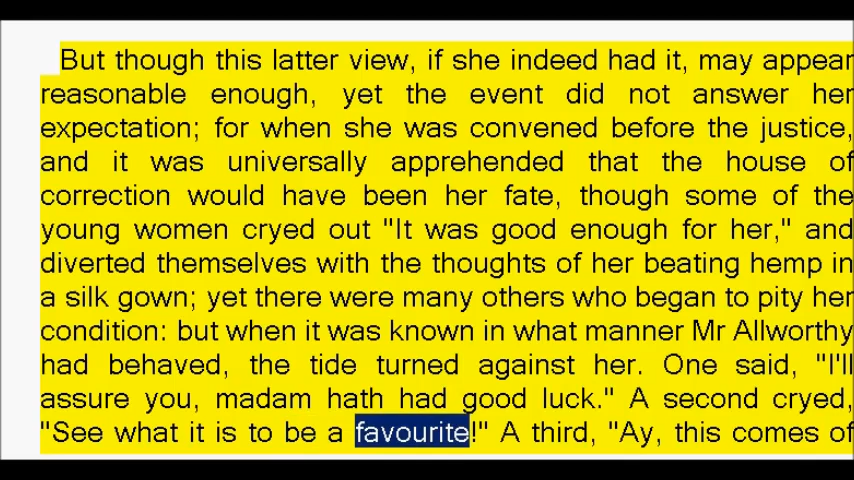 But though this latter view, if she indeed had it, may appear
reasonable enough, yet the event did not answer her
expectation; for when she was convened before the justice,
and it was universally apprehended that the house of
correction would have been her fate, though some of the
young women cryed out "It was good enough for her," and
diverted themselves with the thoughts of her beating hemp in
a silk gown; yet there were many others who began to pity her
condition: but when it was known in what manner Mr Allworthy
had behaved, the tide turned against her. One said, "I'll
assure you, madam hath had good luck." A second cryed,
"See what it is to be a favourite!" A third, "Ay, this comes of